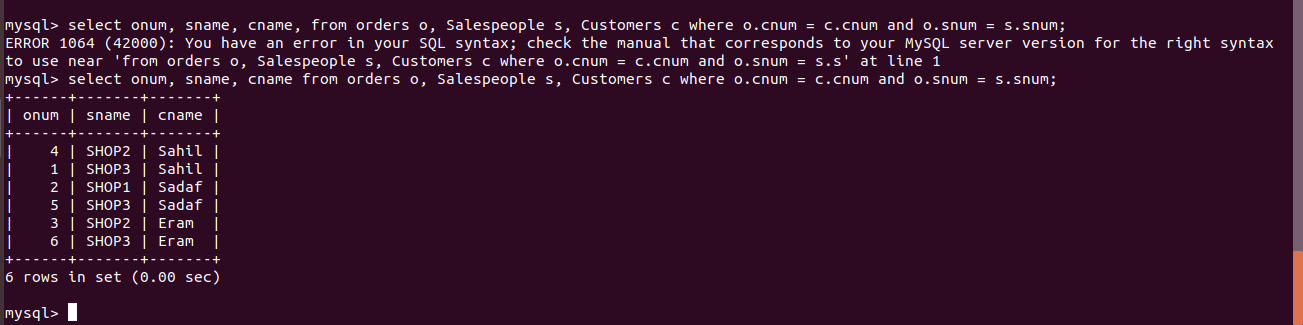 mysql> select onum, sname, cname, from orders o, Salespeople s, Customers c where o.cnum = c.cnum and o.snum = s.snum;
ERROR 1064 (42000): You have an error in your SQL syntax; check the manual that corresponds to your MySQL server version for the right syntax
to use near 'from orders o, Salespeople s, Customers c where o.cnum = c.cnum and o.snum = s.s' at line 1
mysql> select onum, sname, cname from orders o, Salespeople s, Customers c where o.cnum = c.cnum and o.snum = s.snum;
+------+-------+-------+
| onum | sname | cname |
+------+-------+-------+
|    4 | SHOP2 | Sahil |
|    1 | SHOP3 | Sahil |
|    2 | SHOP1 | Sadaf |
|    5 | SHOP3 | Sadaf |
|    3 | SHOP2 | Eram  |
|    6 | SHOP3 | Eram  |
+------+-------+-------+
6 rows in set (0.00 sec)
mysql>